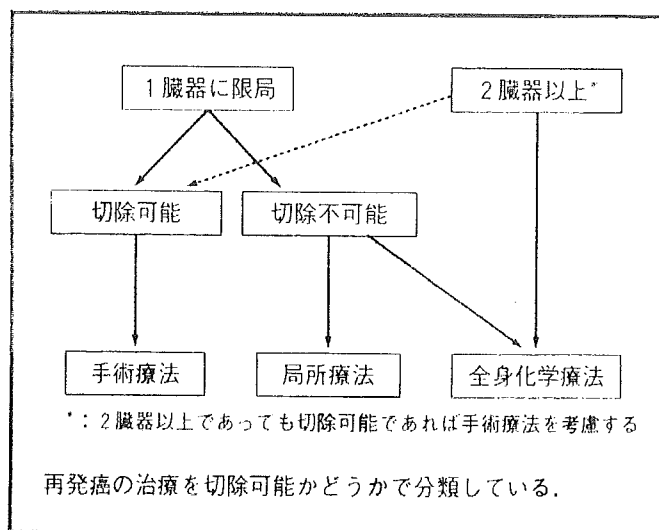 1臓器に限局
2臓器以上*
切除可能
切除不可能
手術療法
局所療法
全身化学療法
*：2臓器以上であっても切除可能であれば手術療法を考慮する
再発癌の治療を切除可能かどうかで分類している．